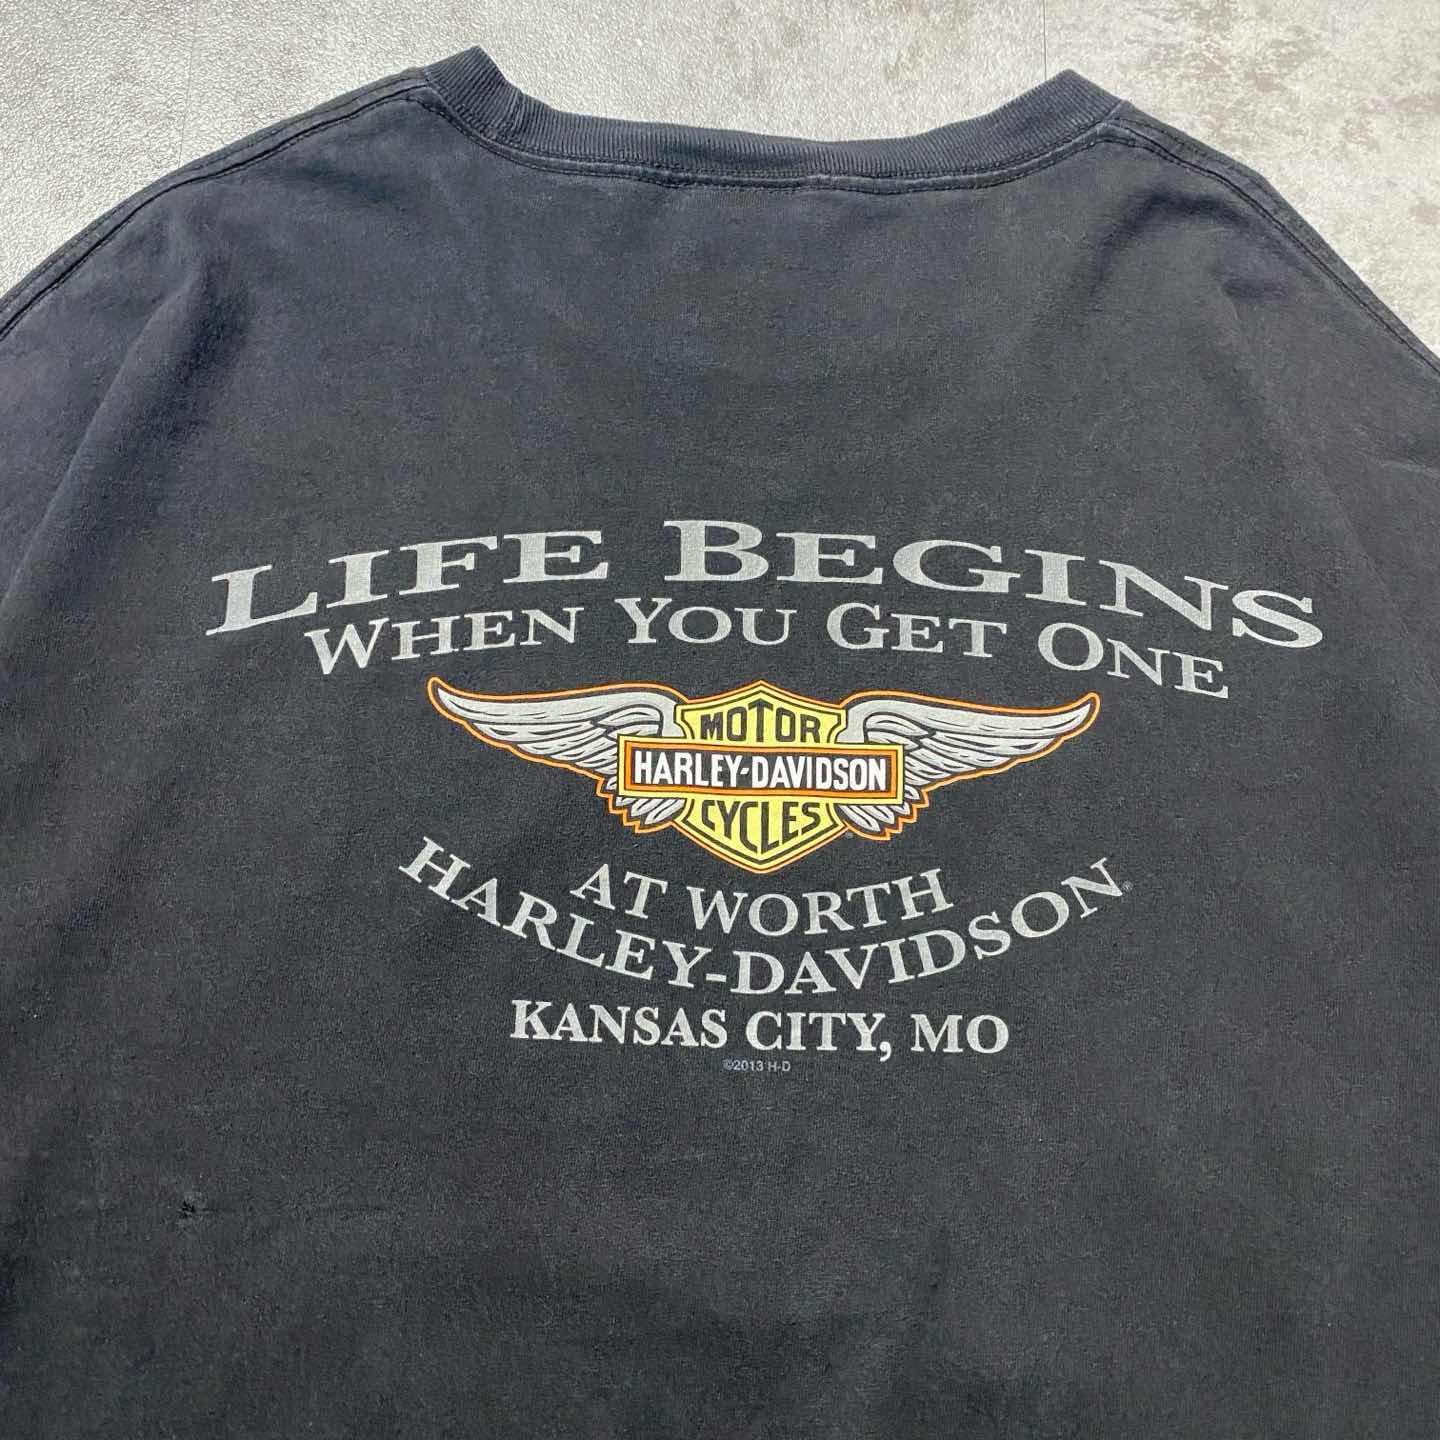 LIFE BEGINS
WHEN YOU GET ONE
MOTOR
HARLEY-DAVIDSON
CYCLES
AT WORTH
HARLEY-DAVIDSON®
KANSAS CITY, MO
©2013 H-D